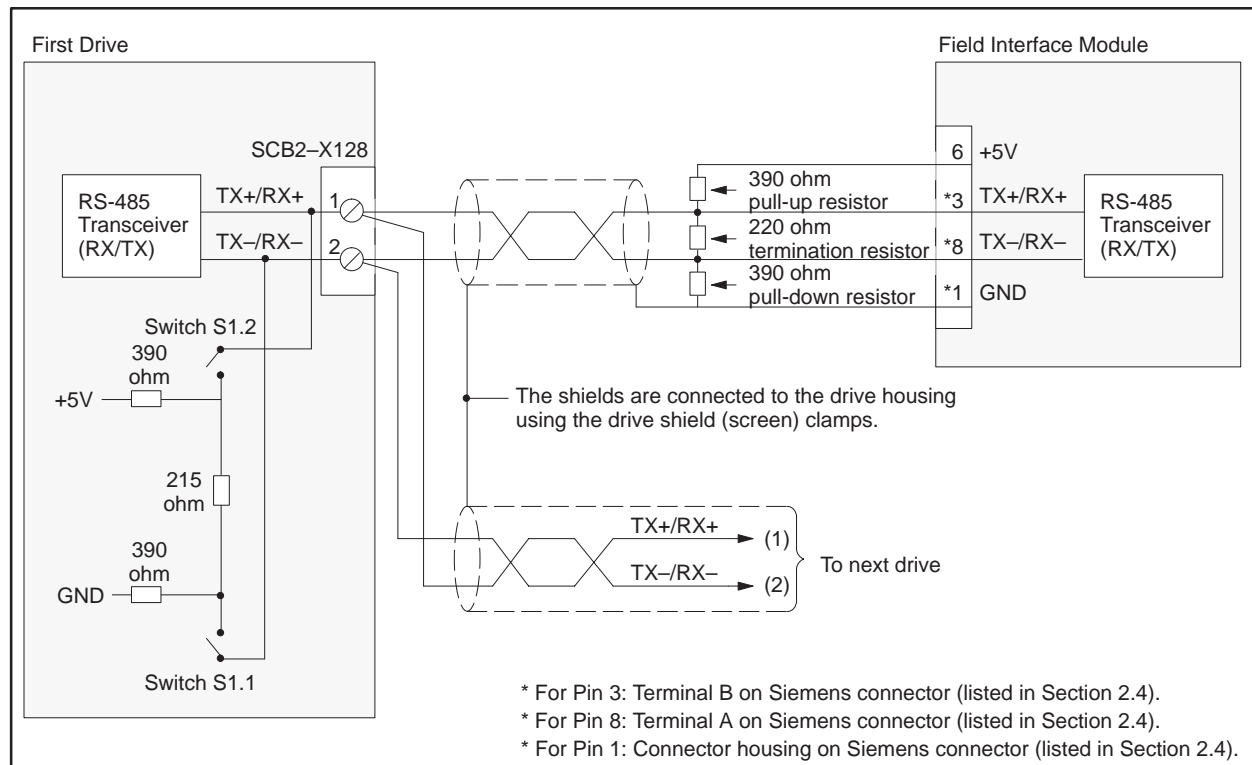 First Drive
Field Interface Module
SCB2–X128
RS-485
Transceiver
(RX/TX)
TX+/RX+
TX–/RX–
1
2
390 ohm
pull-up resistor
220 ohm
termination resistor
390 ohm
pull-down resistor
6
+5V
*3
TX+/RX+
*8
TX–/RX–
*1
GND
RS-485
Transceiver
(RX/TX)
Switch S1.2
390
ohm
+5V
215
ohm
390
ohm
GND
Switch S1.1
The shields are connected to the drive housing
using the drive shield (screen) clamps.
TX+/RX+
(1)
TX–/RX–
(2)
To next drive
* For Pin 3: Terminal B on Siemens connector (listed in Section 2.4).
* For Pin 8: Terminal A on Siemens connector (listed in Section 2.4).
* For Pin 1: Connector housing on Siemens connector (listed in Section 2.4).